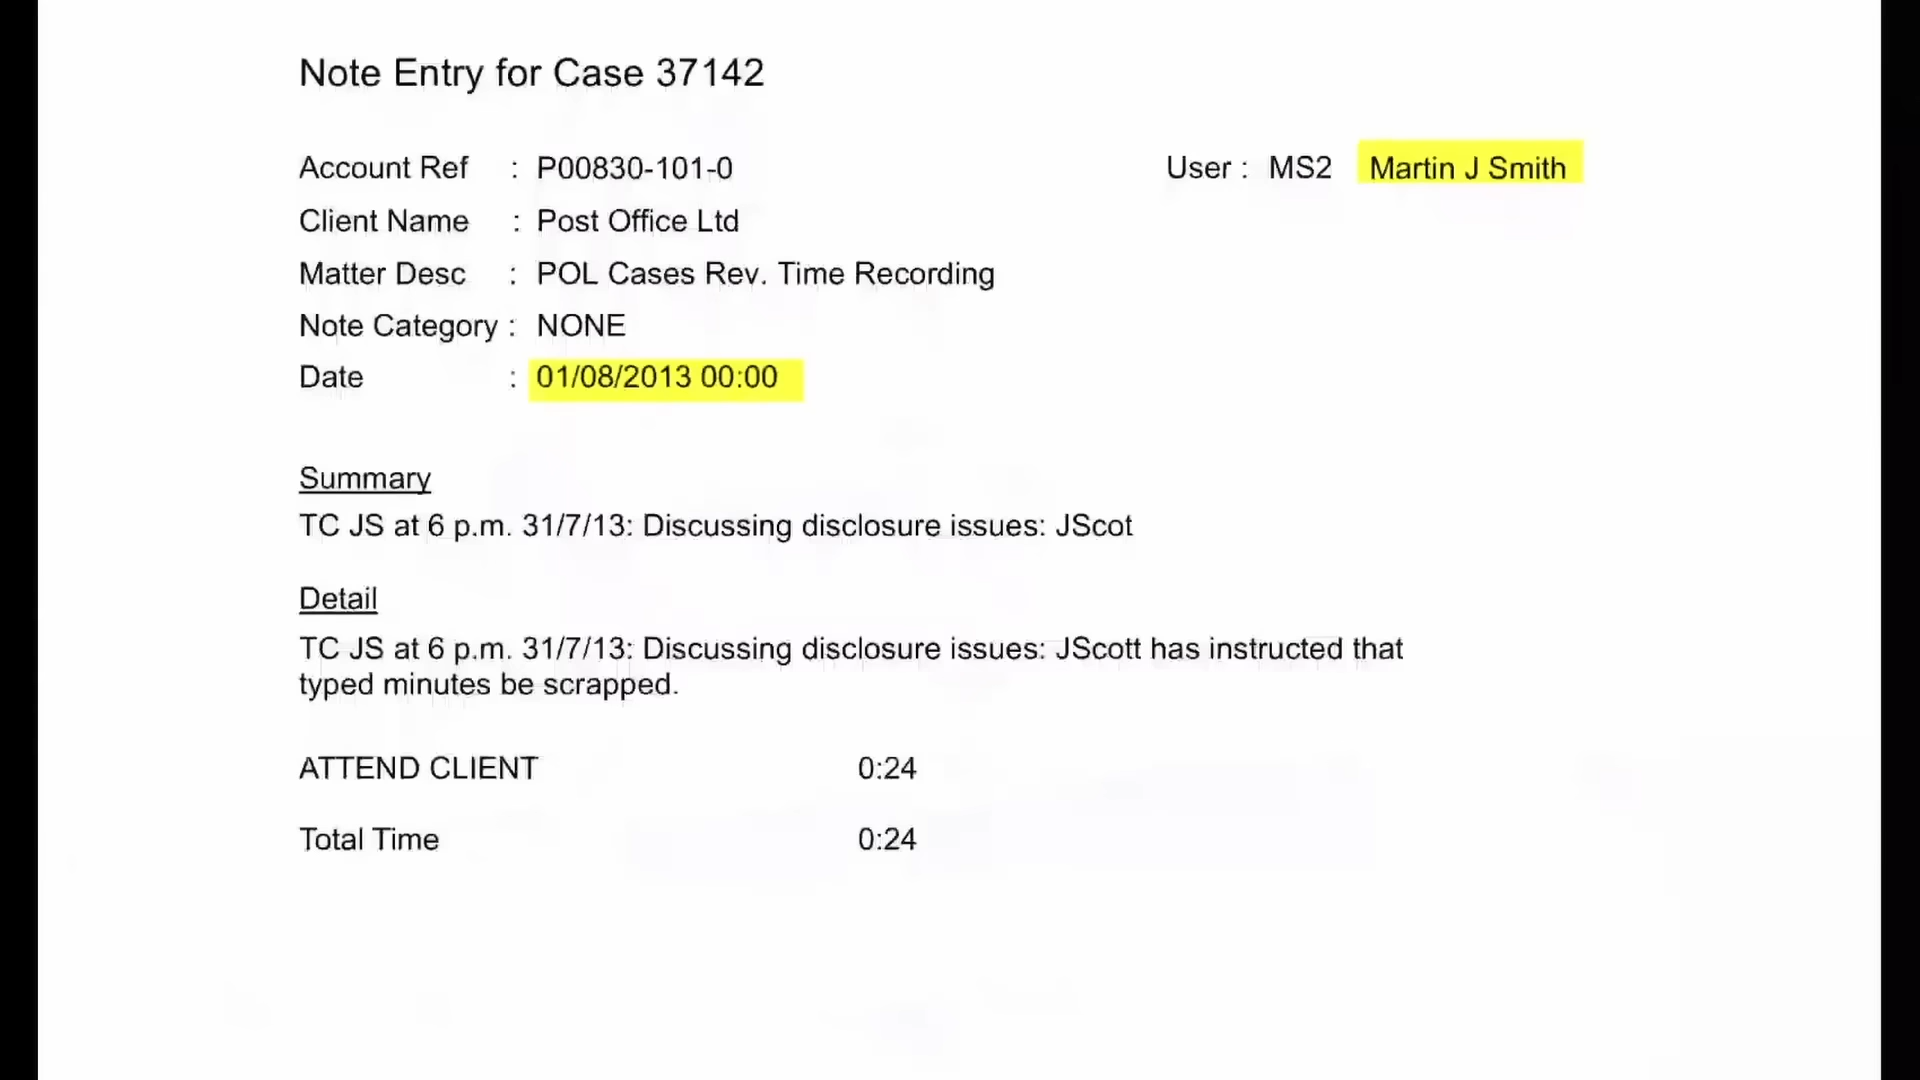 Note Entry for Case 37142
Account Ref : P00830-101-0 User : MS2 Martin J Smith
Client Name : Post Office Ltd
Matter Desc : POL Cases Rev. Time Recording
Note Category : NONE
Date : 01/08/2013 00:00
Summary
TC JS at 6 p.m. 31/7/13: Discussing disclosure issues: JScot
Detail
TC JS at 6 p.m. 31/7/13: Discussing disclosure issues: JScott has instructed that
typed minutes be scrapped.
ATTEND CLIENT 0:24
Total Time 0:24